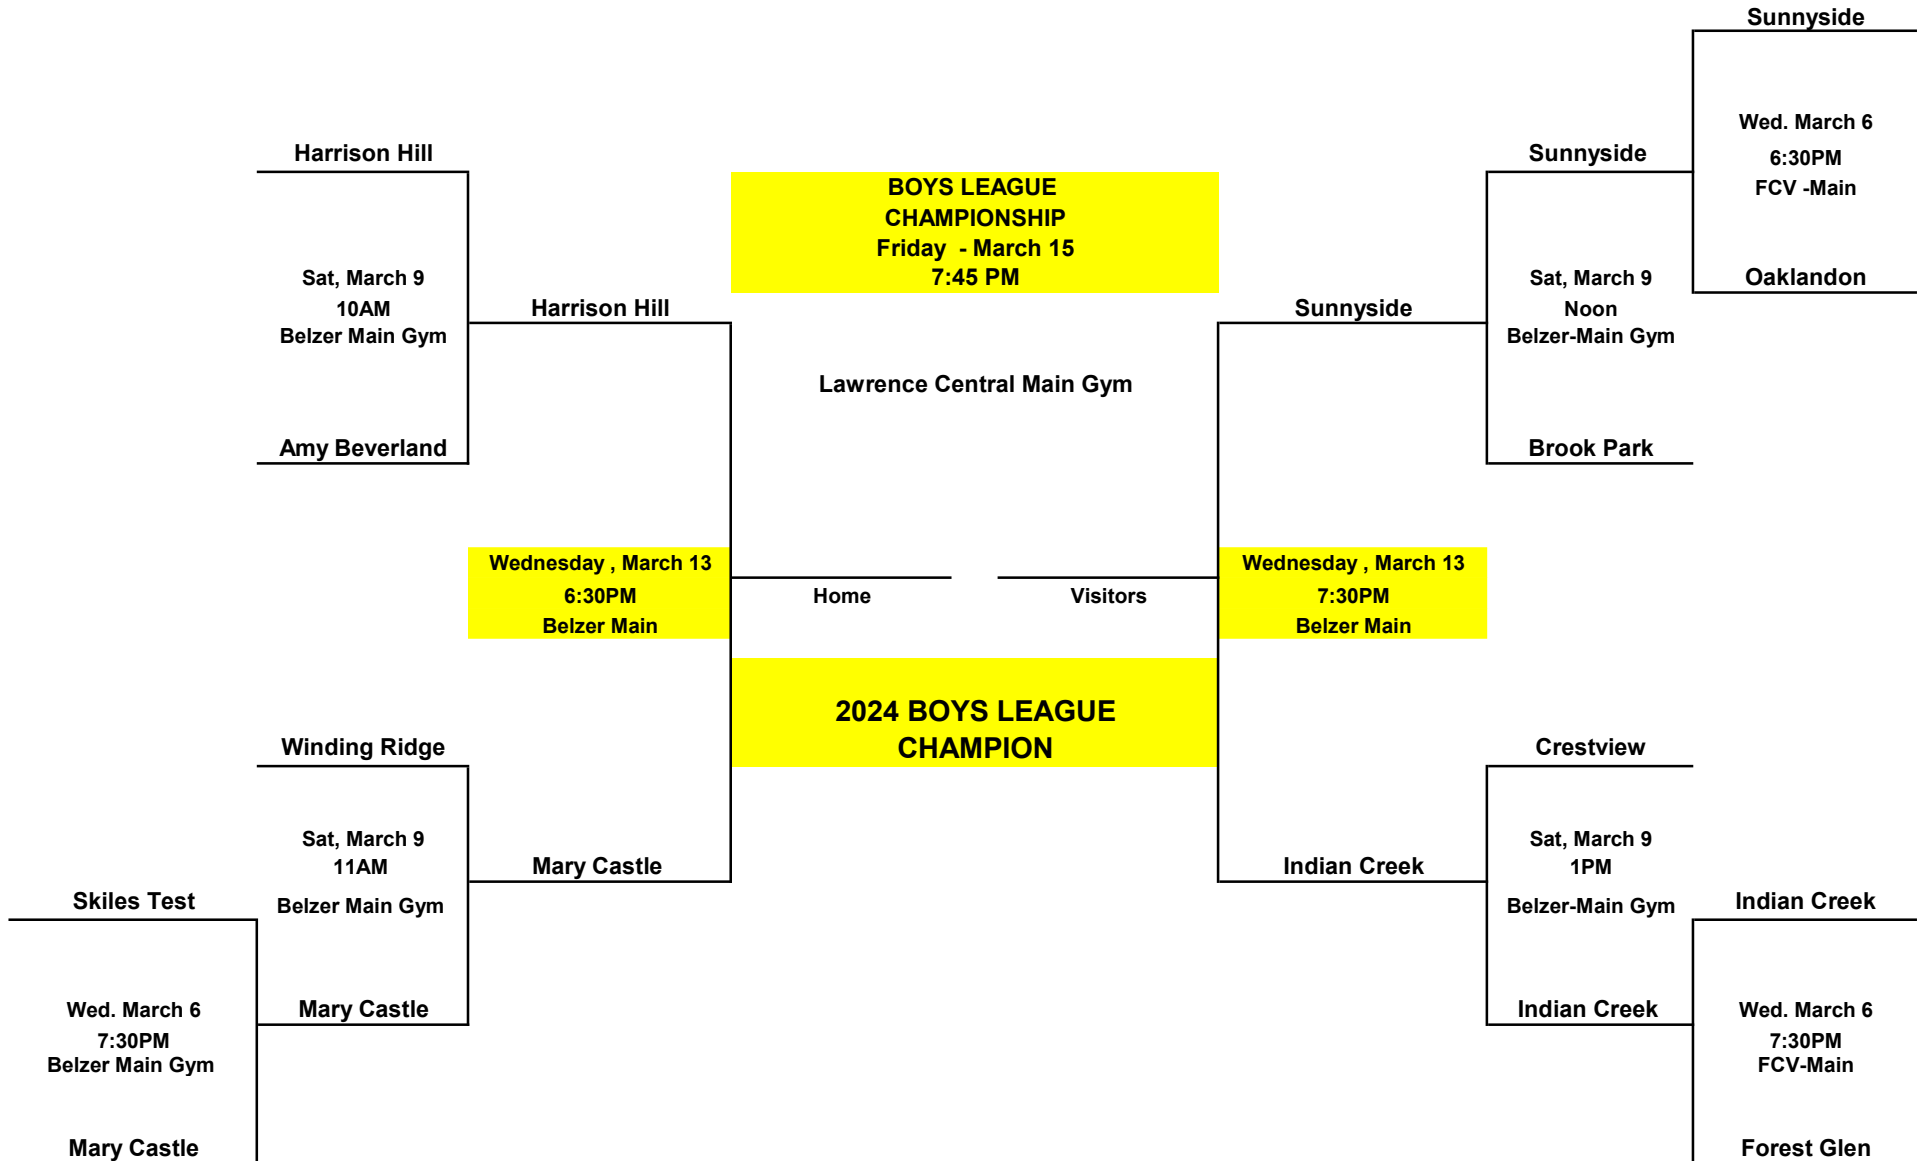 Sunnyside
Wed. March 6
6:30PM
FCV -Main
Oaklandon
Harrison Hill
Sat, March 9
10AM
Belzer Main Gym
Amy Beverland
Harrison Hill
BOYS LEAGUE
CHAMPIONSHIP
Friday - March 15
7:45 PM
Lawrence Central Main Gym
Sunnyside
Sunnyside
Sat, March 9
Noon
Belzer-Main Gym
Brook Park
Wednesday , March 13
6:30PM
Belzer Main
Home
Visitors
Wednesday , March 13
7:30PM
Belzer Main
2024 BOYS LEAGUE
CHAMPION
Winding Ridge
Sat, March 9
11AM
Belzer Main Gym
Mary Castle
Mary Castle
Skiles Test
Wed. March 6
7:30PM
Belzer Main Gym
Mary Castle
Crestview
Sat, March 9
1PM
Belzer-Main Gym
Indian Creek
Indian Creek
Indian Creek
Wed. March 6
7:30PM
FCV-Main
Forest Glen